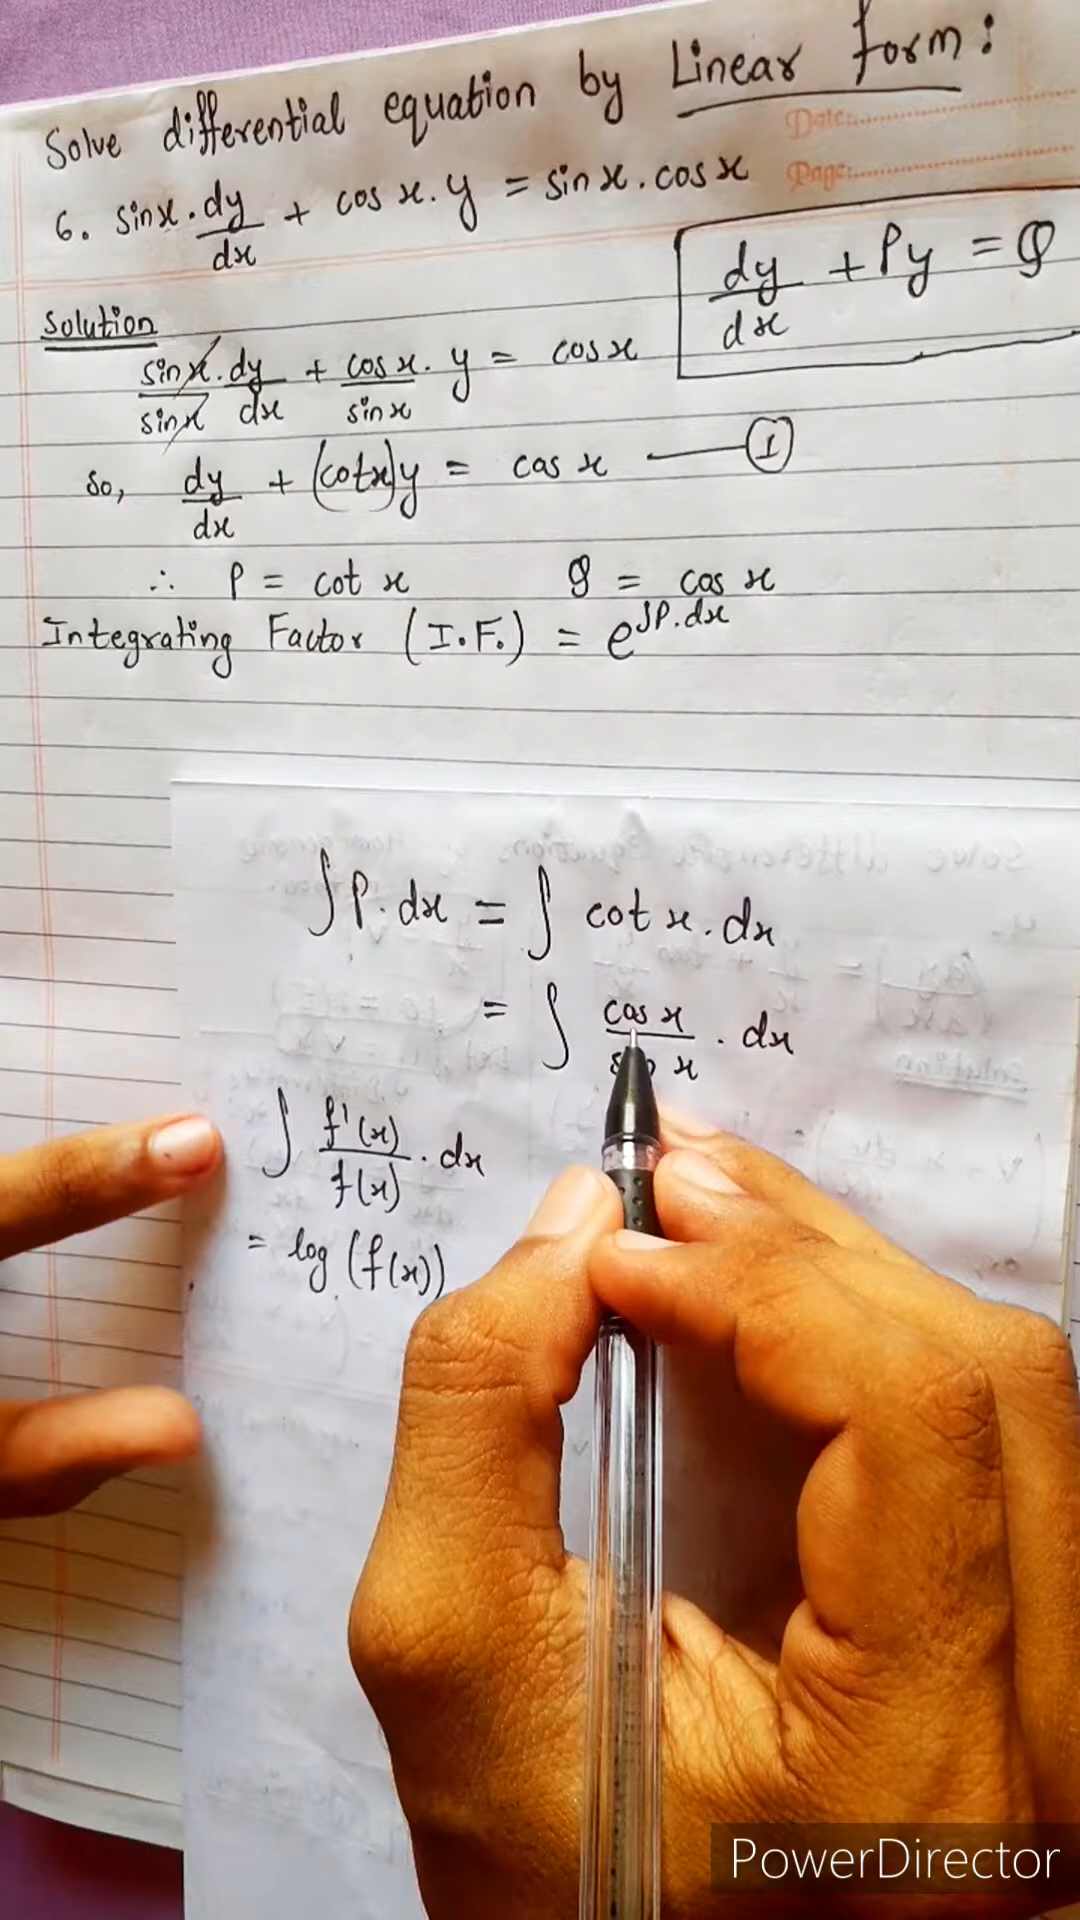 Solve differential equation by Linear form:
Date:
Page:
6. sinx. dy/dx + cos x. y = sin x. cos x
dy/dx + Py = Q
Solution
sinx/sinx . dy/dx + cos x/sin x . y = cos x
So, dy/dx + (cotx)y = cos x —— (I)
∴ P = cot x Q = cos x
Integrating Factor (I.F.) = e^∫P.dx
∫P.dx = ∫ cot x. dx
= ∫ cos x/sin x . dx
∫ f'(x)/f(x) . dx
= log (f(x))
PowerDirector